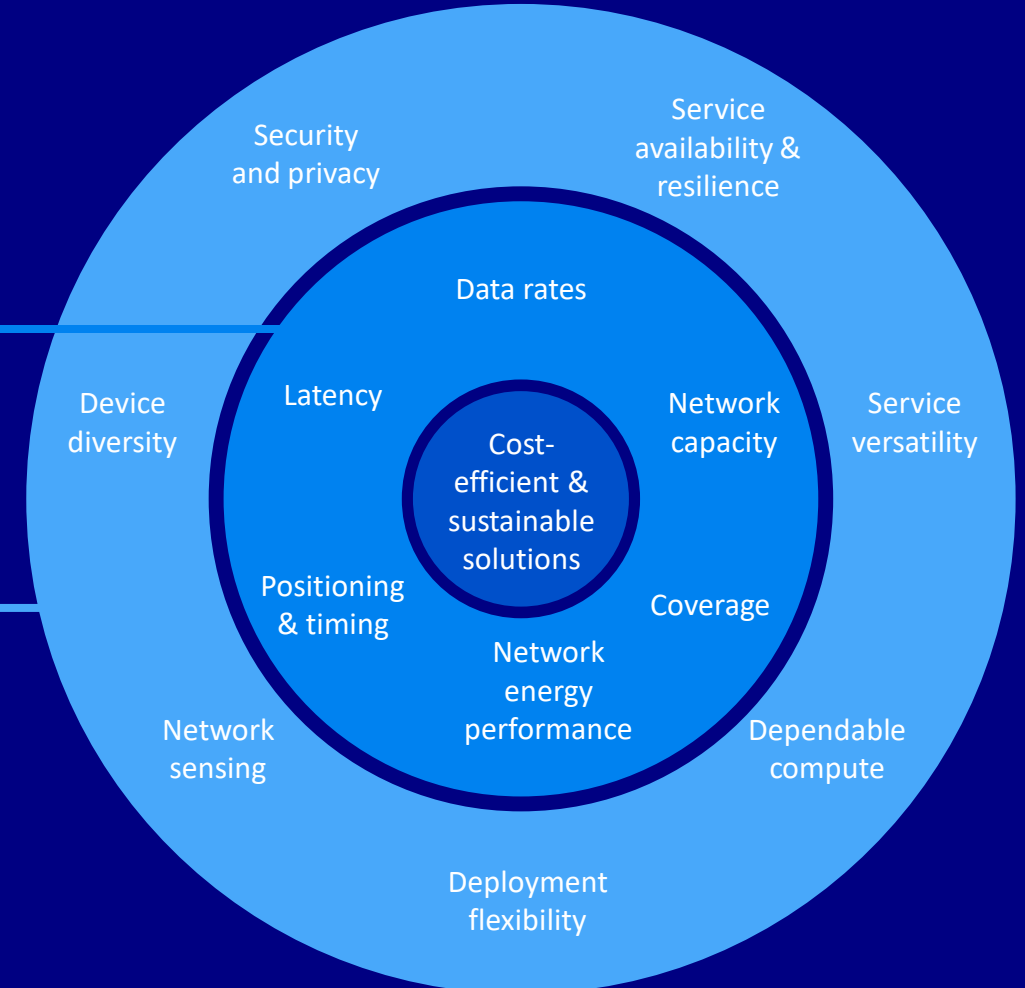 Security
and privacy
Service
availability &
resilience
Data rates
Latency
Device
diversity
Network
capacity
Service
versatility
Cost-
efficient &
sustainable
solutions
Positioning
& timing
Coverage
Network
energy
performance
Network
sensing
Dependable
compute
Deployment
flexibility